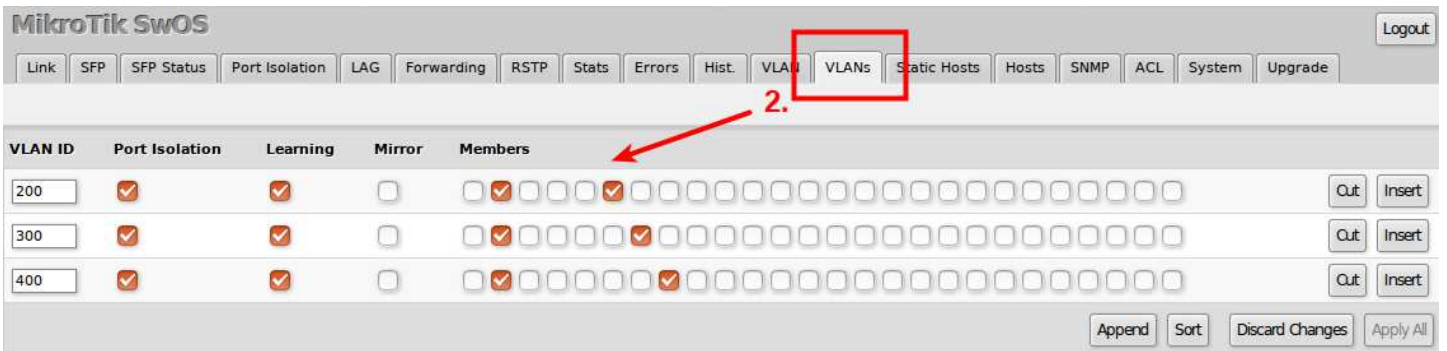 MikroTik SwOS
Logout
Link SFP SFP Status Port Isolation LAG Forwarding RSTP Stats Errors Hist. VLAN VLANs Static Hosts Hosts SNMP ACL System Upgrade
2.
VLAN ID Port Isolation Learning Mirror Members
200 Cut Insert
300 Cut Insert
400 Cut Insert
Append Sort Discard Changes Apply All